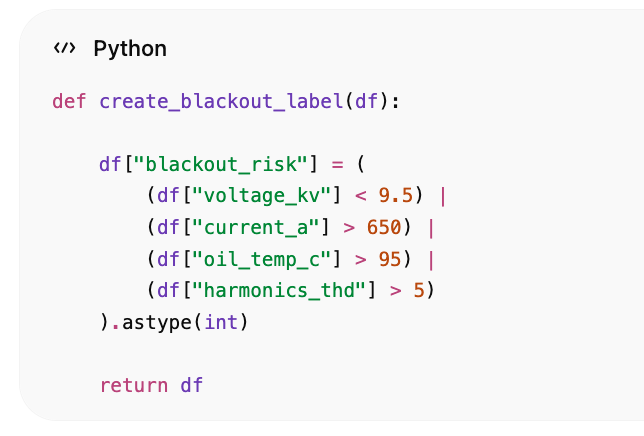 </> Python
def create_blackout_label(df):
    df["blackout_risk"] = (
        (df["voltage_kv"] < 9.5) |
        (df["current_a"] > 650) |
        (df["oil_temp_c"] > 95) |
        (df["harmonics_thd"] > 5)
    ).astype(int)
    return df